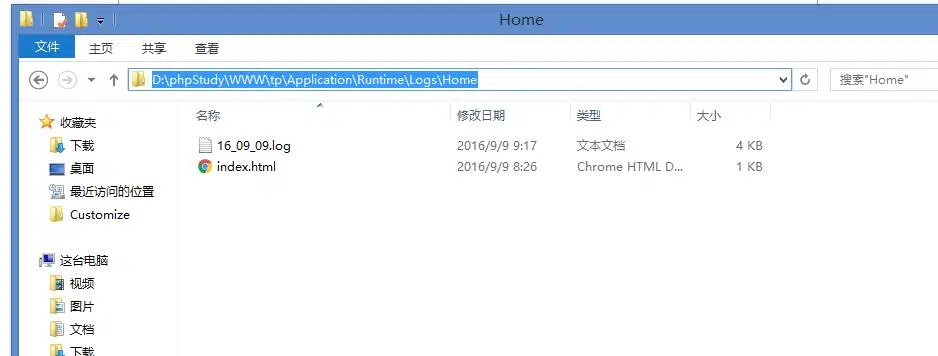 Home
文件 主页 共享 查看
D:\phpStudy\WWW\tp\Application\Runtime\Logs\Home 搜索"Home"
名称 修改日期 类型 大小
收藏夹
下载
桌面
最近访问的位置
Customize
16_09_09.log 2016/9/9 9:17 文本文档 4 KB
index.html 2016/9/9 8:26 Chrome HTML D... 1 KB
这台电脑
视频
图片
文档
下载